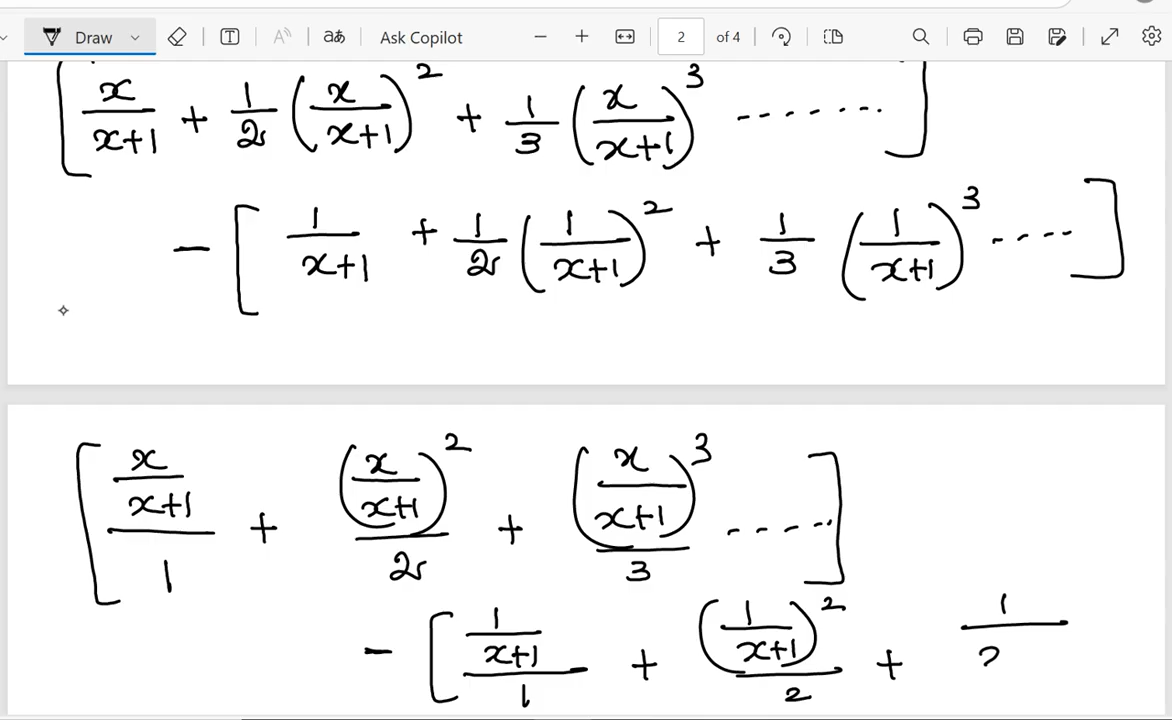 Draw T A aあ Ask Copilot − + 2 of 4
[x/(x+1) + 1/2 (x/(x+1))^2 + 1/3 (x/(x+1))^3 ........]
− [1/(x+1) + 1/2 (1/(x+1))^2 + 1/3 (1/(x+1))^3 ....]
[(x/(x+1))/1 + (x/(x+1))^2/2 + (x/(x+1))^3/3 .....]
− [(1/(x+1))/1 + (1/(x+1))^2/2 + 1/